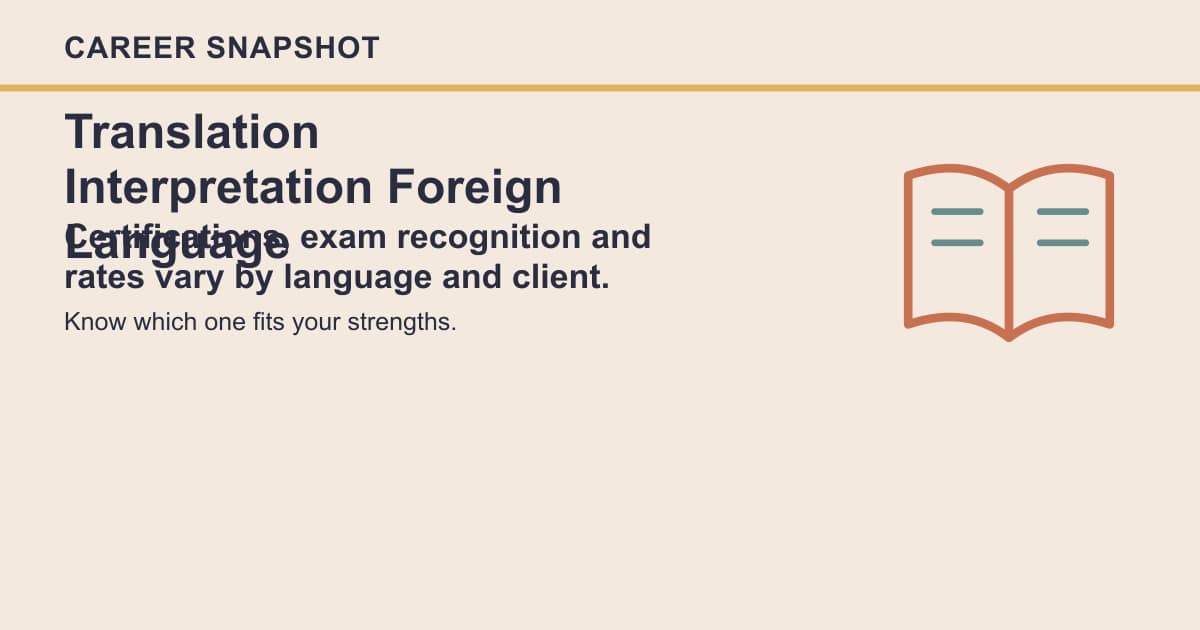 CAREER SNAPSHOT
Translation
Interpretation Foreign
Language
Certifications, exam recognition and
rates vary by language and client.
Know which one fits your strengths.